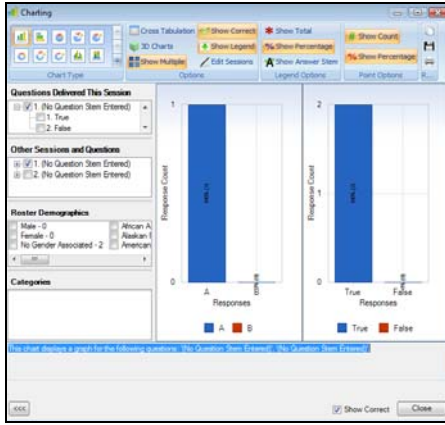 Charting
Cross Tabulation Show Correct Show Total Show Count
3D Charts Show Legend Show Percentage Show Percentage
Show Multiple Edit Sessions Show Answer Stem
Chart Type Options Legend Options Point Options R...
Questions Delivered This Session
1. (No Question Stem Entered)
1. True
2. False
Other Sessions and Questions
1. (No Question Stem Entered)
2. (No Question Stem Entered)
Roster Demographics
Male - 0 African A
Female - 0 Alaskan
No Gender Associated - 2 American
Categories
Response Count
1
0
A
Responses
A B
Response Count
2
1
0
True False
Responses
True False
This chart displays a graph for the following questions: '(No Question Stem Entered)', '(No Question Stem Entered)'.
<<<
Show Correct Close